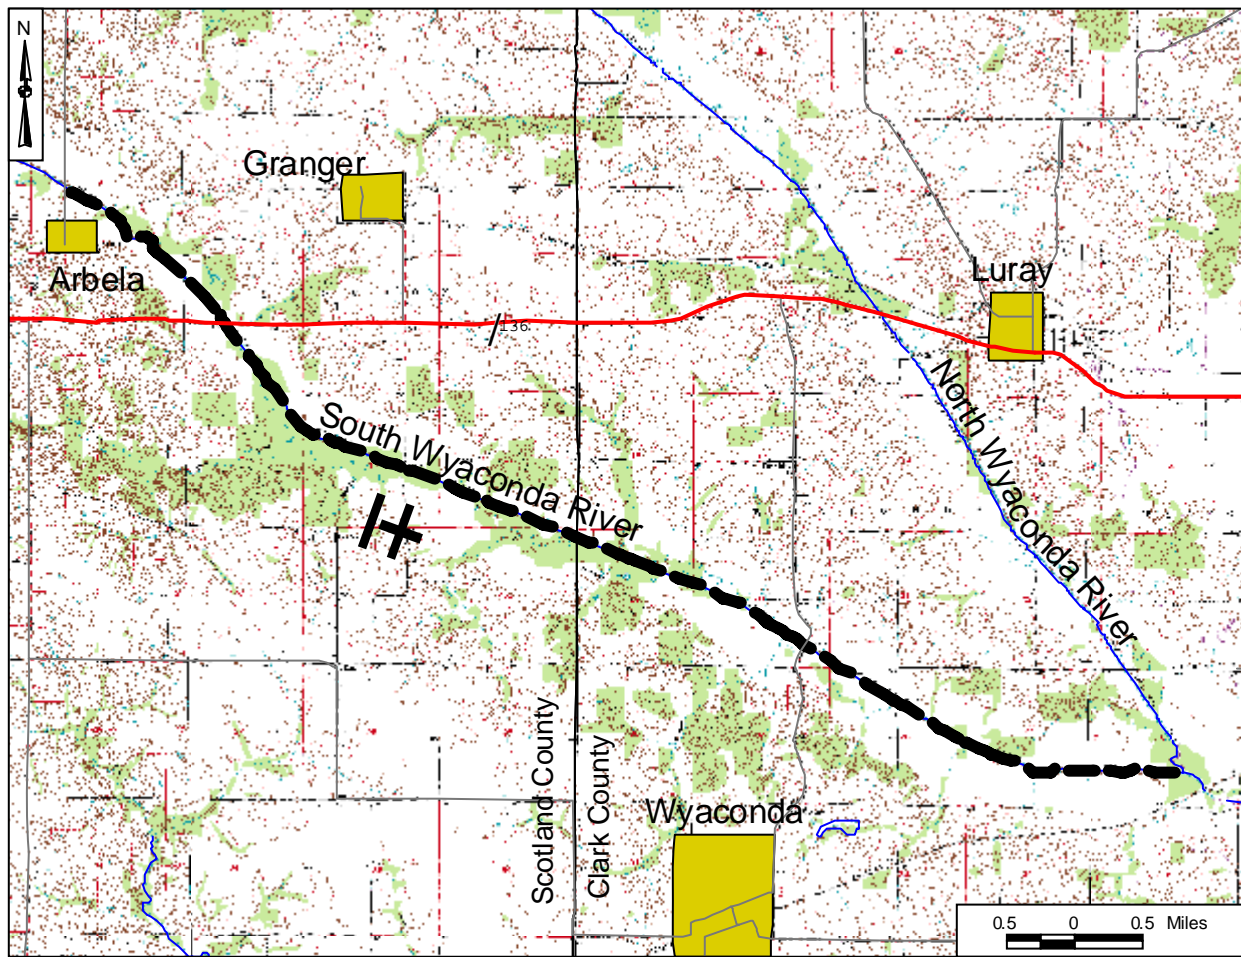 N
Granger
Arbela
Luray
136
South Wyaconda River
North Wyaconda River
Scotland County
Clark County
Wyaconda
0.5 0 0.5 Miles